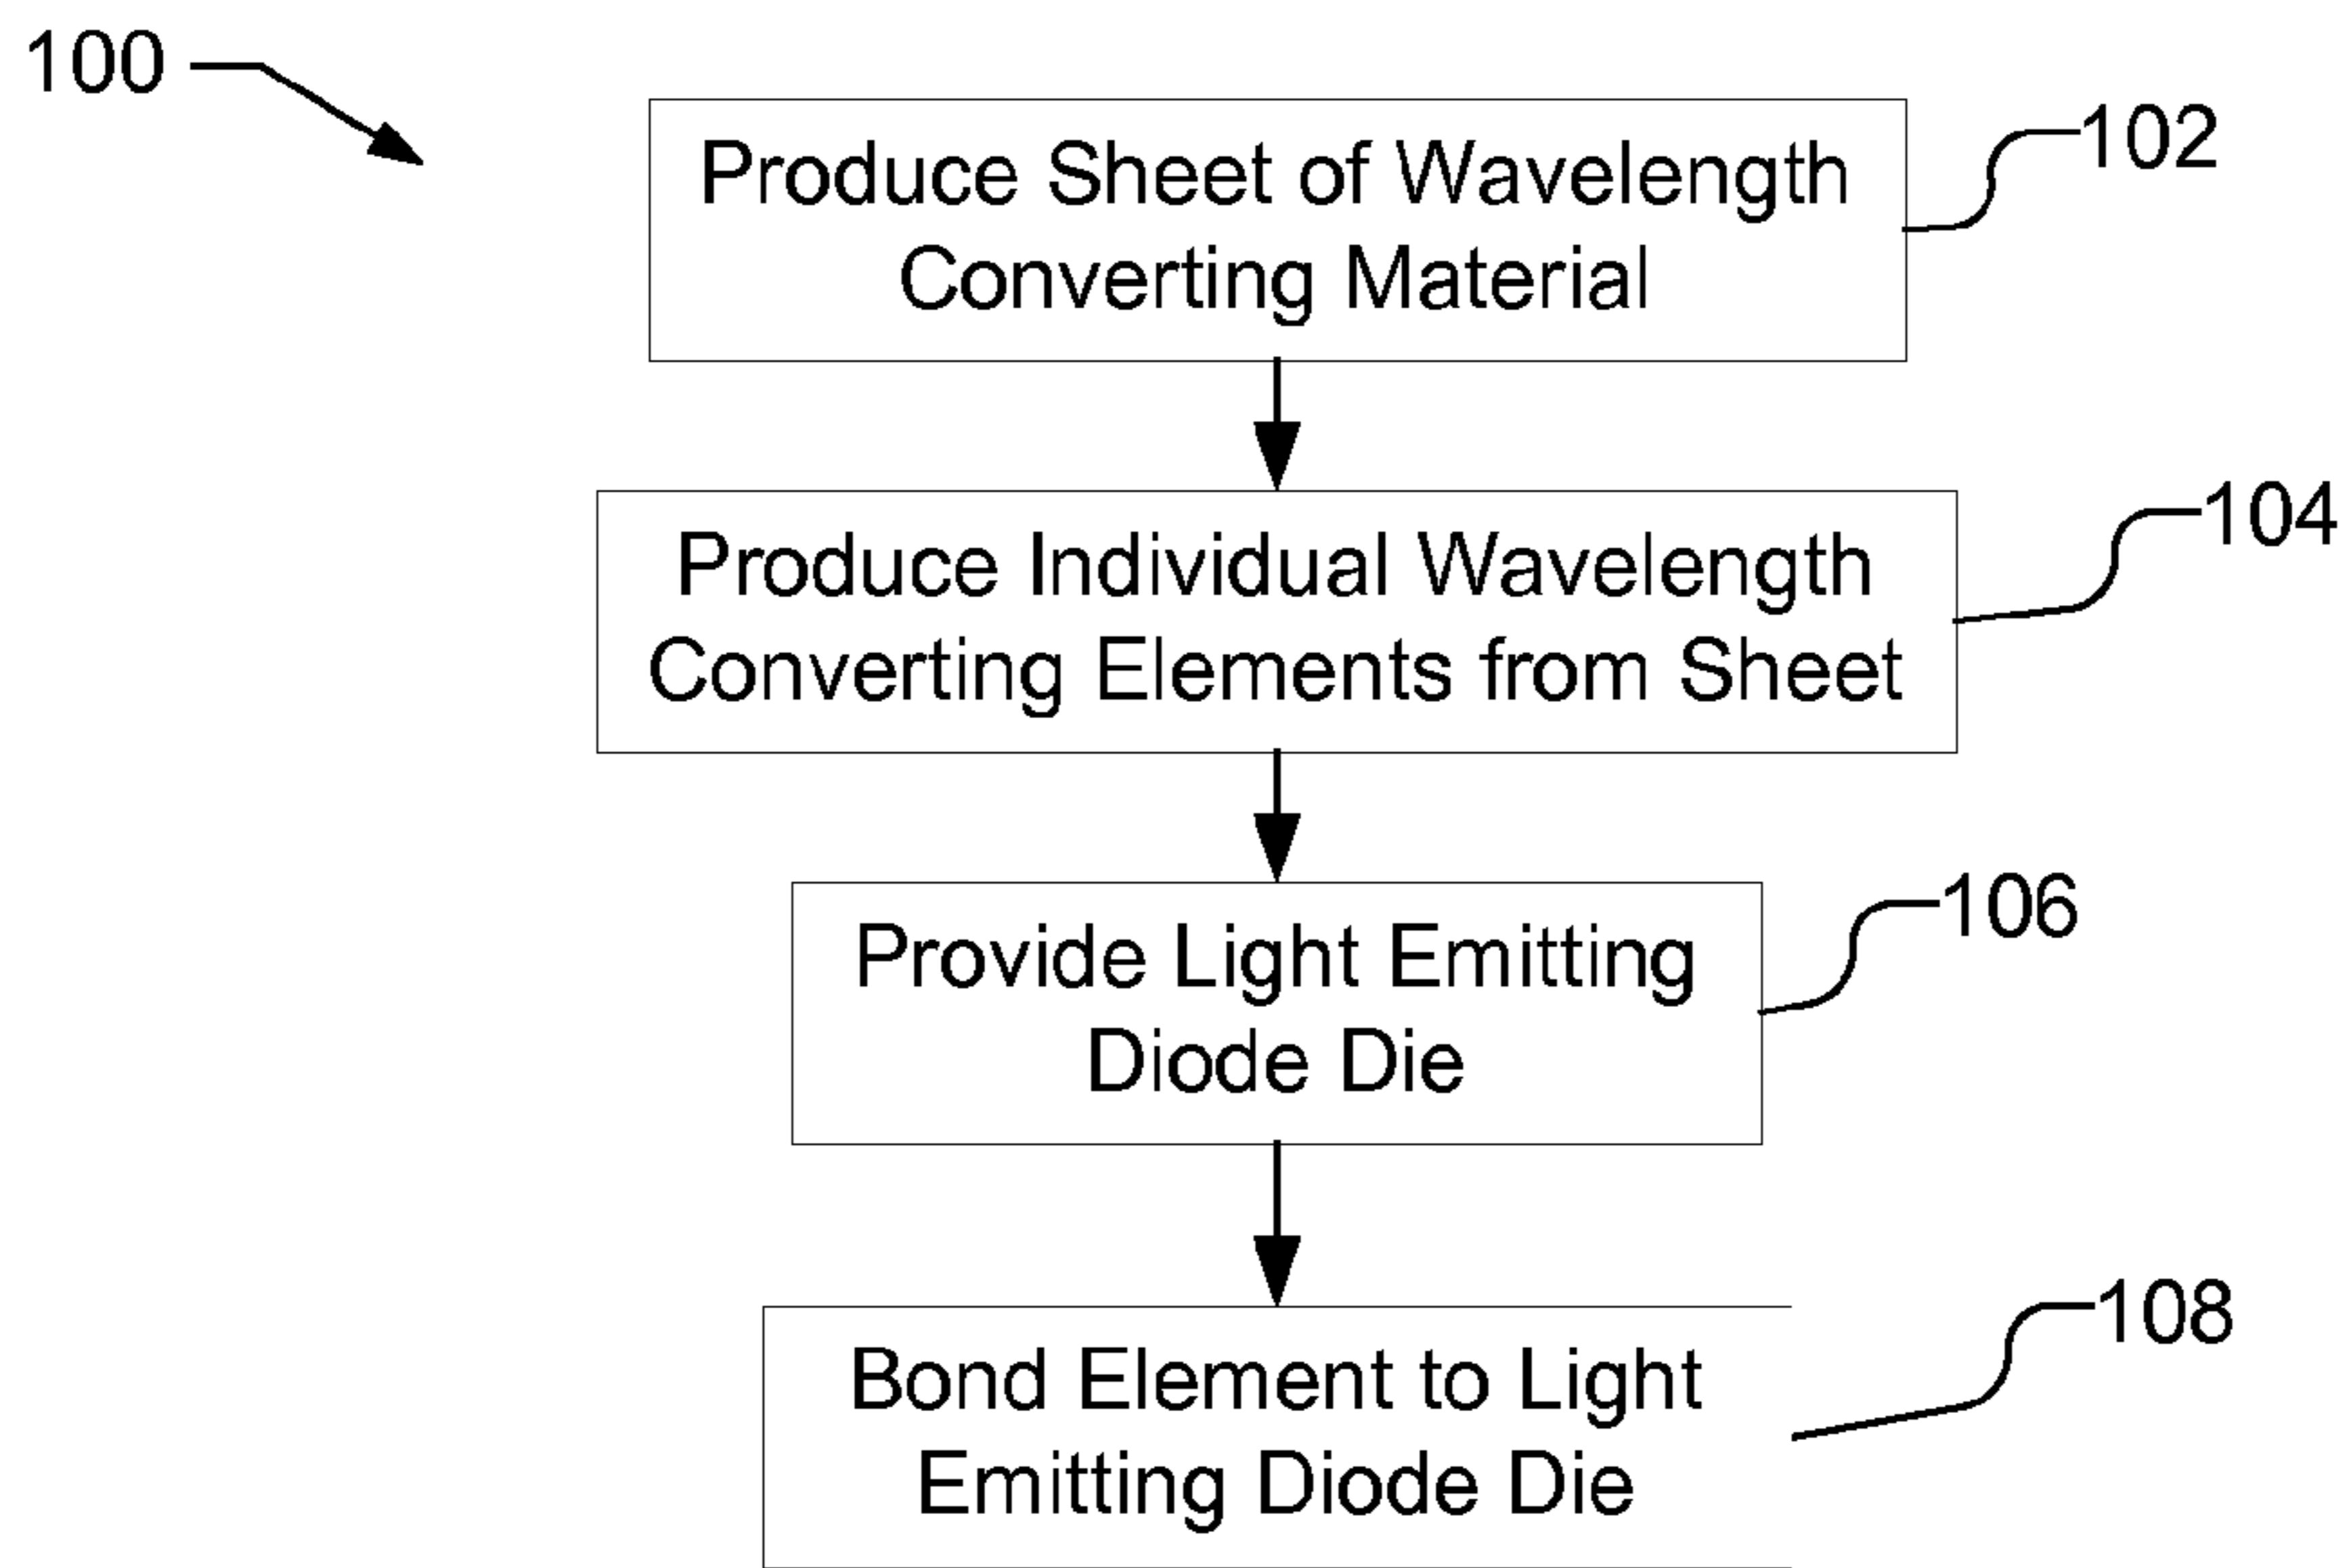 100
Produce Sheet of Wavelength
Converting Material
102
Produce Individual Wavelength
Converting Elements from Sheet
104
Provide Light Emitting
Diode Die
106
Bond Element to Light
Emitting Diode Die
108